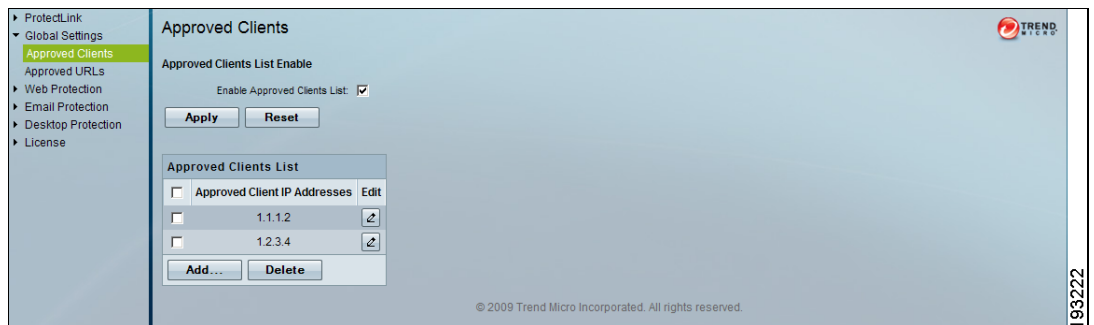 ProtectLink
Global Settings
Approved Clients
Approved URLs
Web Protection
Email Protection
Desktop Protection
License
Approved Clients
TREND
MICRO
Approved Clients List Enable
Enable Approved Clients List:
Apply Reset
Approved Clients List
Approved Client IP Addresses Edit
1.1.1.2
1.2.3.4
Add... Delete
© 2009 Trend Micro Incorporated. All rights reserved.
193222